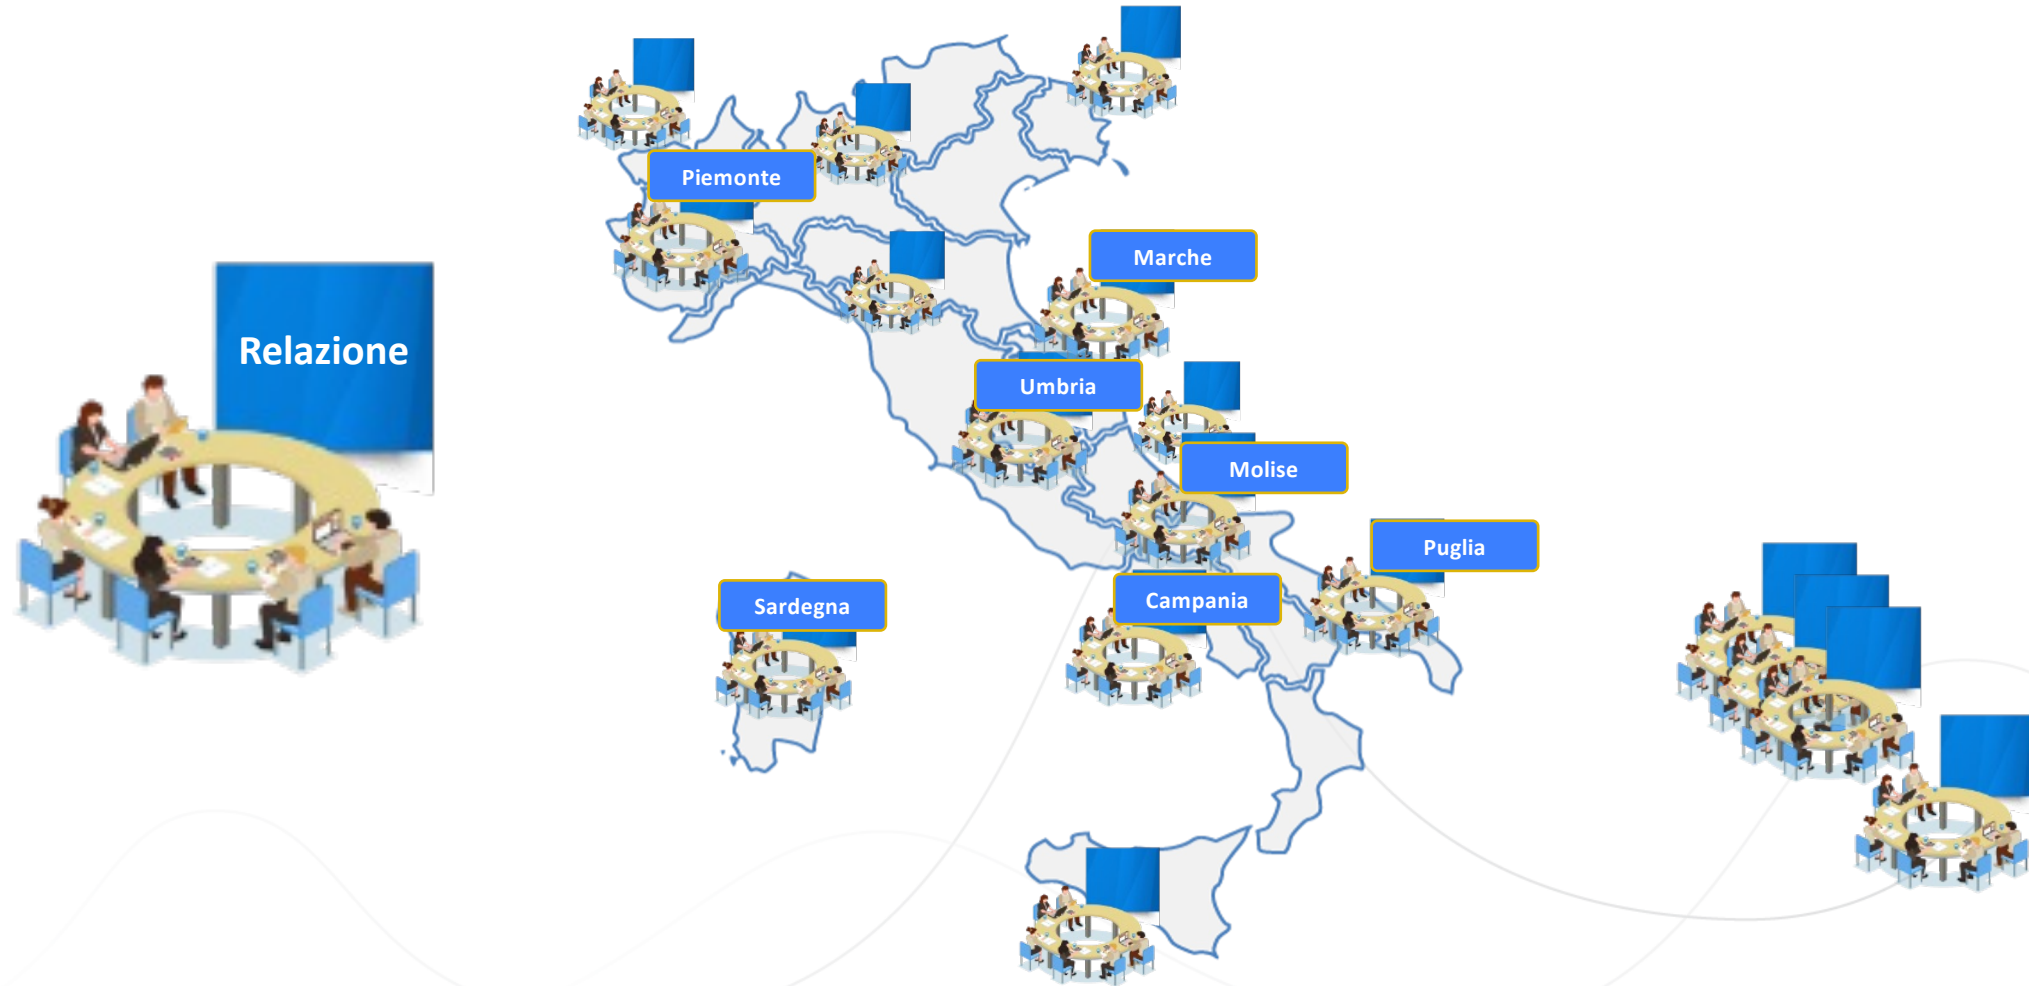 Relazione
Piemonte
Marche
Umbria
Molise
Puglia
Sardegna
Campania